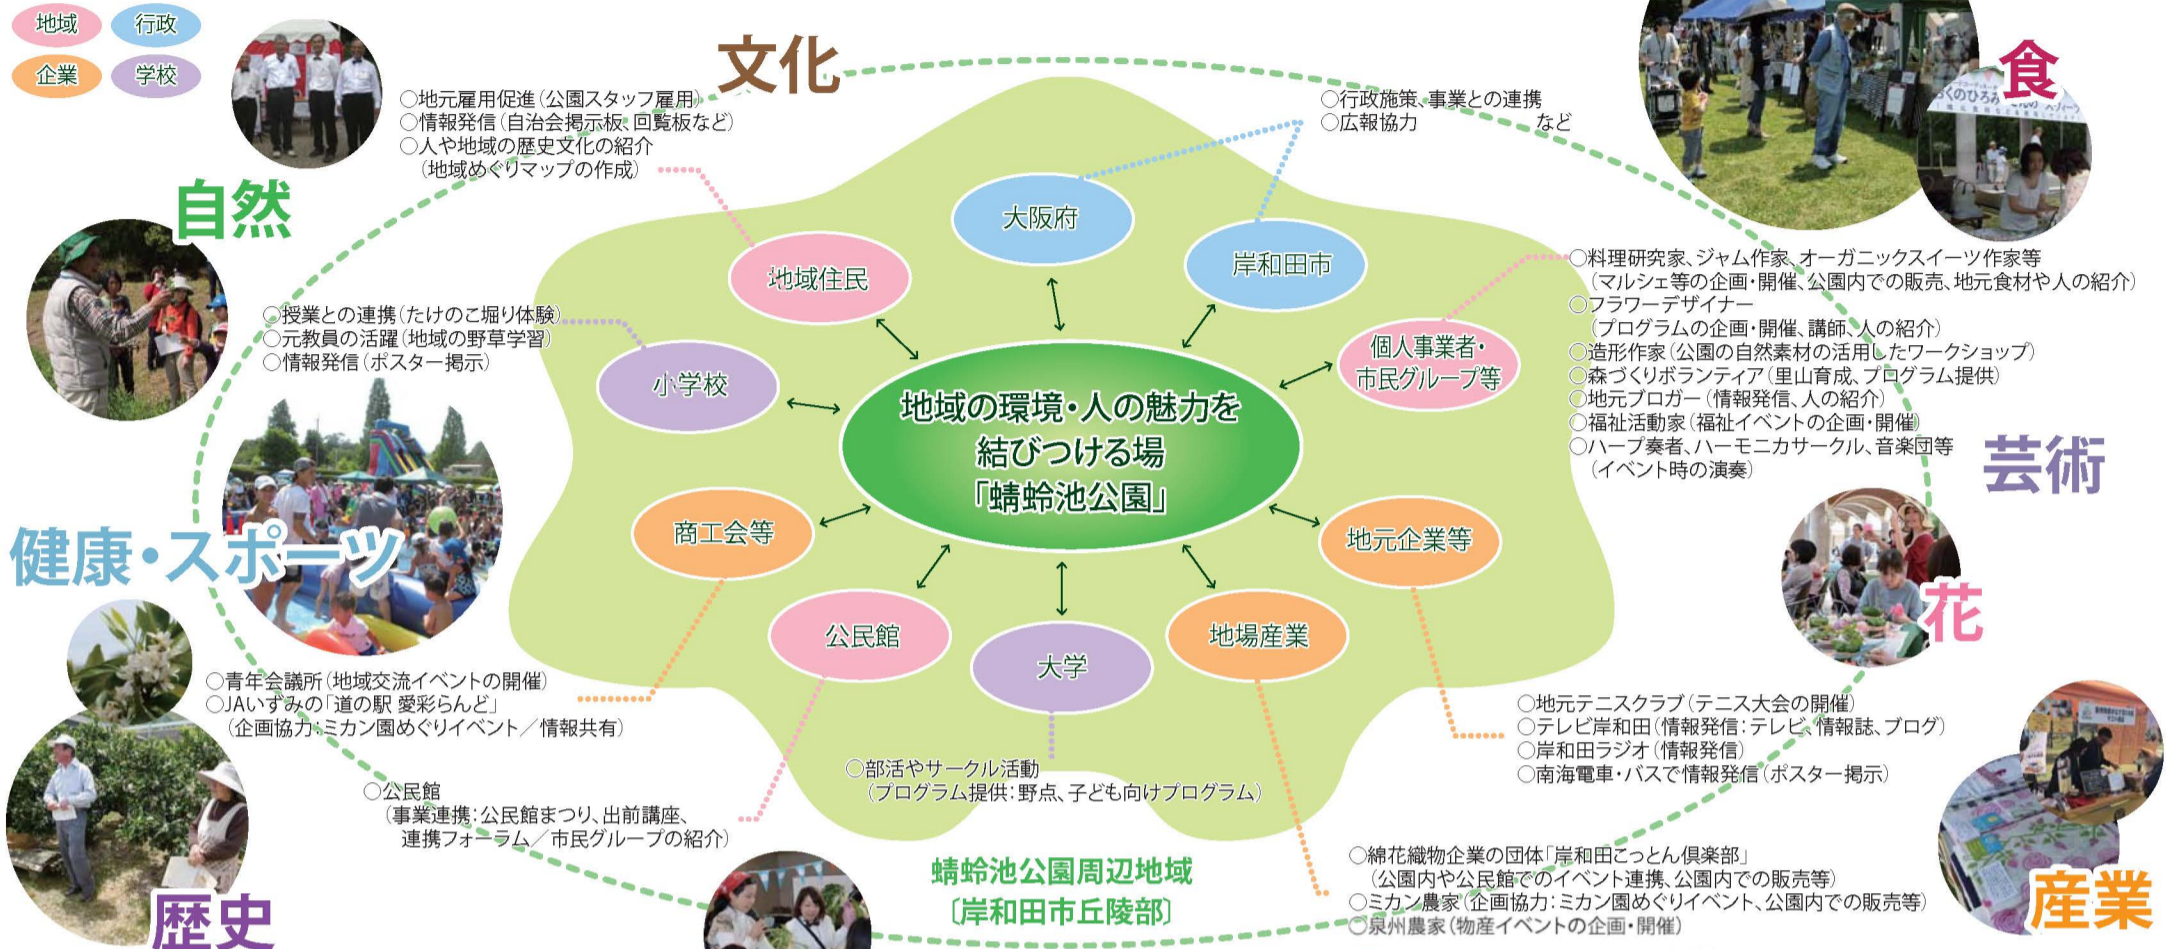 地域
行政
企業
学校
文化
食
自然
健康・スポーツ
芸術
花
歴史
産業
○地元雇用促進(公園スタッフ雇用)
○情報発信(自治会掲示板、回覧板など)
○人や地域の歴史文化の紹介
(地域めぐりマップの作成)
○行政施策、事業との連携
○広報協力 など
大阪府
岸和田市
地域住民
○授業との連携(たけのこ堀り体験)
○元教員の活躍(地域の野草学習)
○情報発信(ポスター掲示)
小学校
個人事業者・
市民グループ等
○料理研究家、ジャム作家、オーガニックスイーツ作家等
(マルシェ等の企画・開催、公園内での販売、地元食材や人の紹介)
○フラワーデザイナー
(プログラムの企画・開催、講師、人の紹介)
○造形作家(公園の自然素材の活用したワークショップ)
○森づくりボランティア(里山育成、プログラム提供)
○地元ブロガー(情報発信、人の紹介)
○福祉活動家(福祉イベントの企画・開催)
○ハープ奏者、ハーモニカサークル、音楽団等
(イベント時の演奏)
地域の環境・人の魅力を
結びつける場
「蜻蛉池公園」
商工会等
地元企業等
公民館
大学
地場産業
○青年会議所(地域交流イベントの開催)
○JAいずみの「道の駅 愛彩らんど」
(企画協力:ミカン園めぐりイベント/情報共有)
○公民館
(事業連携:公民館まつり、出前講座、
連携フォーラム/市民グループの紹介)
○部活やサークル活動
(プログラム提供:野点、子ども向けプログラム)
○地元テニスクラブ(テニス大会の開催)
○テレビ岸和田(情報発信:テレビ、情報誌、ブログ)
○岸和田ラジオ(情報発信)
○南海電車・バスで情報発信(ポスター掲示)
○綿花織物企業の団体「岸和田こっとん倶楽部」
(公園内や公民館でのイベント連携、公園内での販売等)
○ミカン農家(企画協力:ミカン園めぐりイベント、公園内での販売等)
○泉州農家(物産イベントの企画・開催)
蜻蛉池公園周辺地域
〔岸和田市丘陵部〕